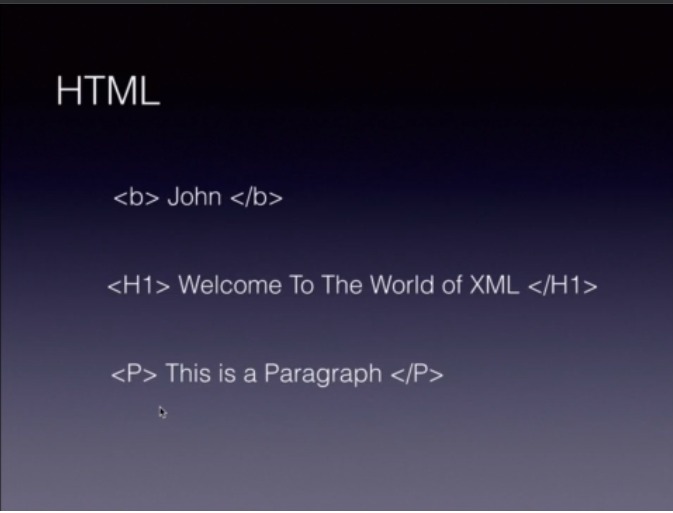 HTML
<b> John </b>
<H1> Welcome To The World of XML </H1>
<P> This is a Paragraph </P>